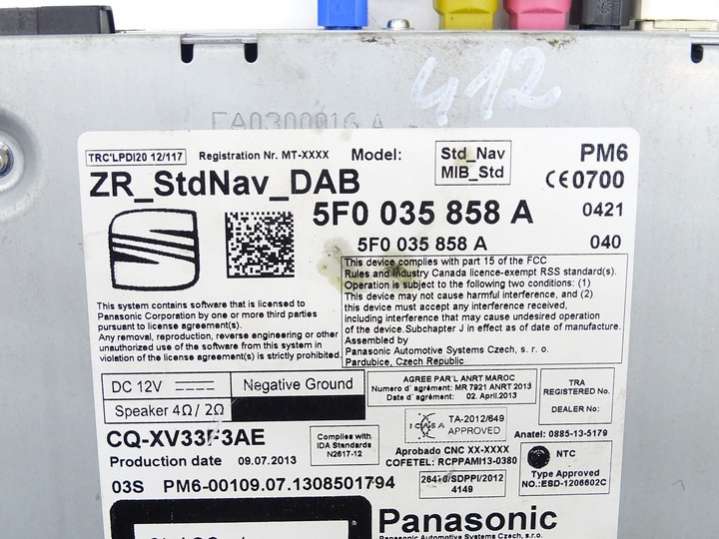 412
FA0300016 A
TRC'LPDI20 12/117
Registration Nr. MT-XXXX
Model:
Std_Nav
MIB_Std
PM6
ZR_StdNav_DAB
CE0700
5F0 035 858 A
0421
5F0 035 858 A
040
This system contains software that is licensed to
Panasonic Corporation by one or more third parties
pursuant to license agreement(s).
Any removal, reproduction, reverse engineering or other
unauthorized use of the software from this system in
violation of the license agreement(s) is strictly prohibited.
This device complies with part 15 of the FCC
Rules and Industry Canada licence-exempt RSS standard(s).
Operation is subject to the following two conditions: (1)
This device may not cause harmful interference, and (2)
this device must accept any interference received,
including interference that may cause undesired operation
of the device.Subchapter J in effect as of date of manufacture.
Assembled by
Panasonic Automotive Systems Czech, s. r. o.
Pardubice, Czech Republic
DC 12V
Negative Ground
Speaker 4Ω/ 2Ω
AGREE PAR'L ANRT MAROC
Numero d`agrément: MR 7921 ANRT 2013
Date d`agrément: 02. April.2013
TRA
REGISTERED No.
DEALER No:
ICASA
TA-2012/649
APPROVED
Anatel: 0885-13-5179
CQ-XV33F3AE
Production date 09.07.2013
Complies with
IDA Standards
N2617-12
Aprobado CNC XX-XXXX
COFETEL: RCPPAMI13-0380
NTC
Type Approved
NO.:ESD-1206602C
03S PM6-00109.07.1308501794
/SDPPI/2012
4149
Panasonic
Panasonic Automotive Systems Czech, s. r. o.